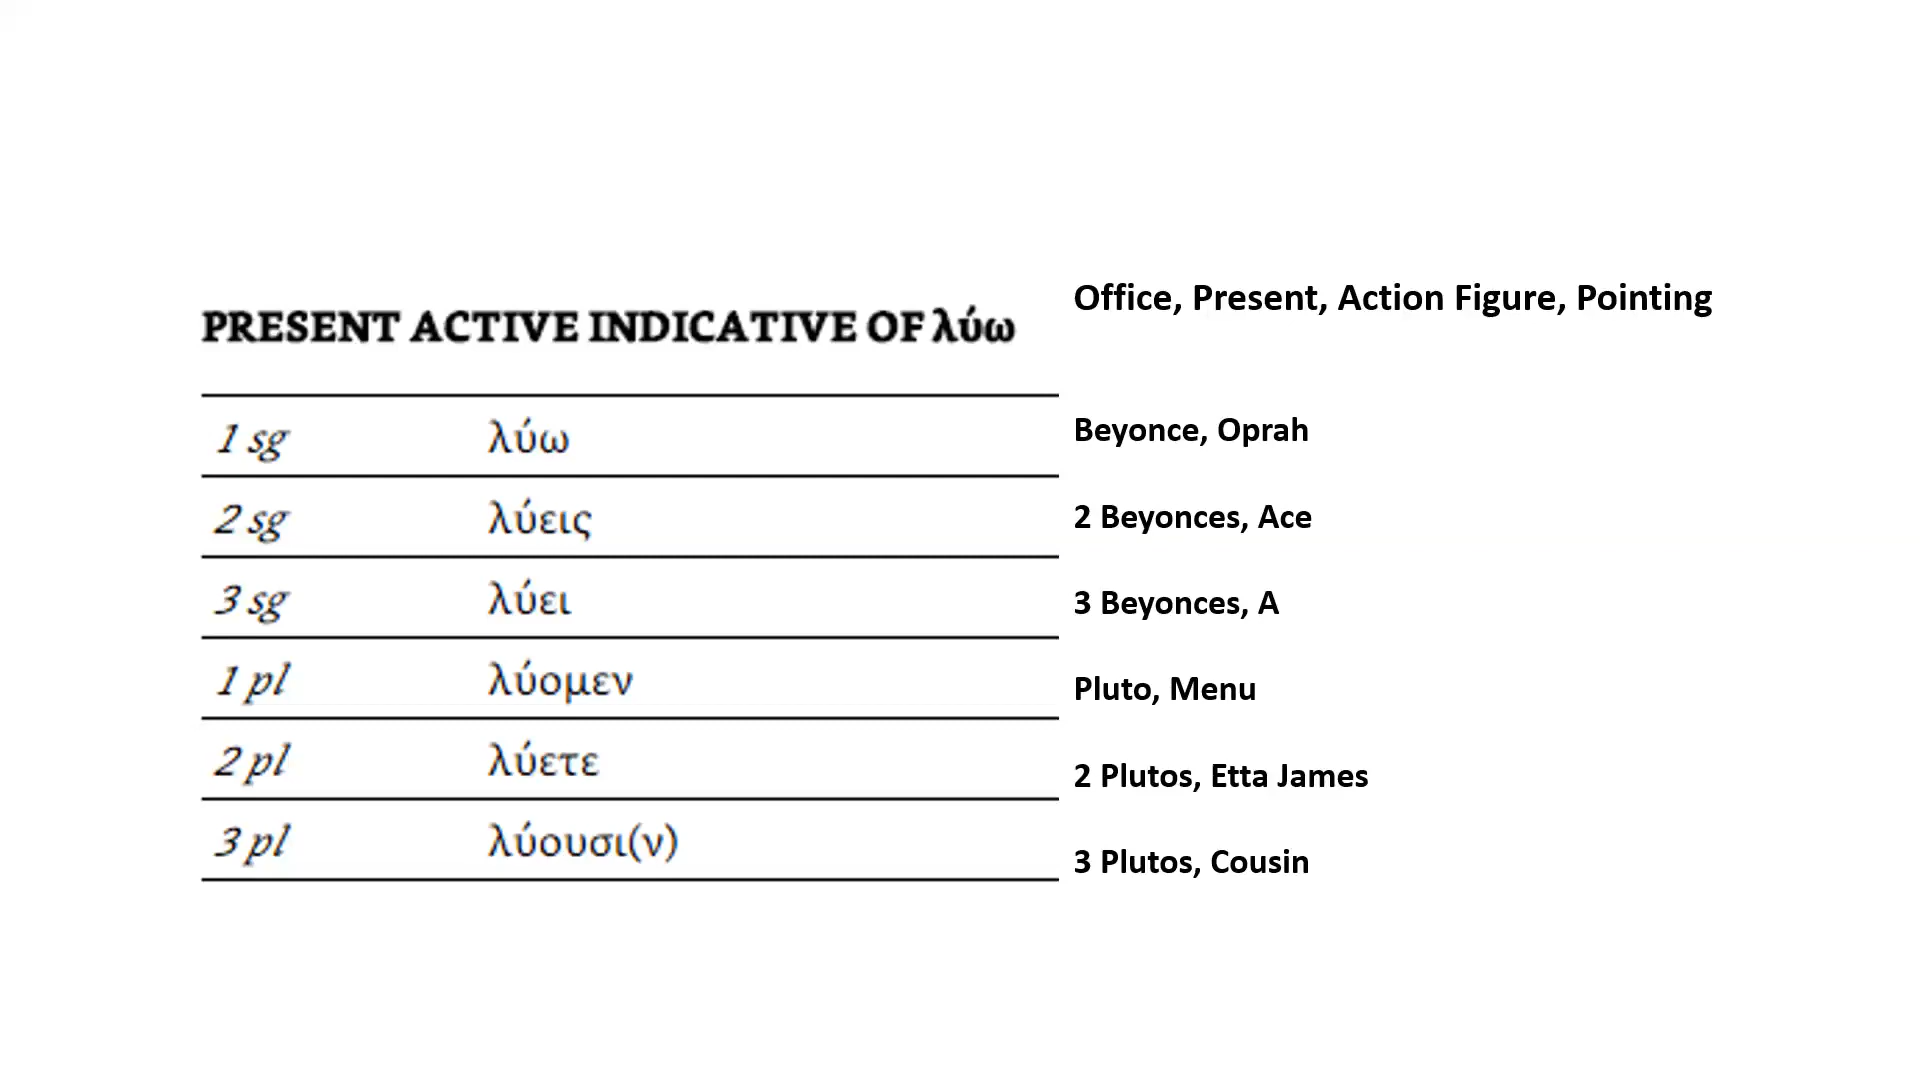 Office, Present, Action Figure, Pointing
PRESENT ACTIVE INDICATIVE OF λύω
1 sg λύω Beyonce, Oprah
2 sg λύεις 2 Beyonces, Ace
3 sg λύει 3 Beyonces, A
1 pl λύομεν Pluto, Menu
2 pl λύετε 2 Plutos, Etta James
3 pl λύουσι(ν) 3 Plutos, Cousin